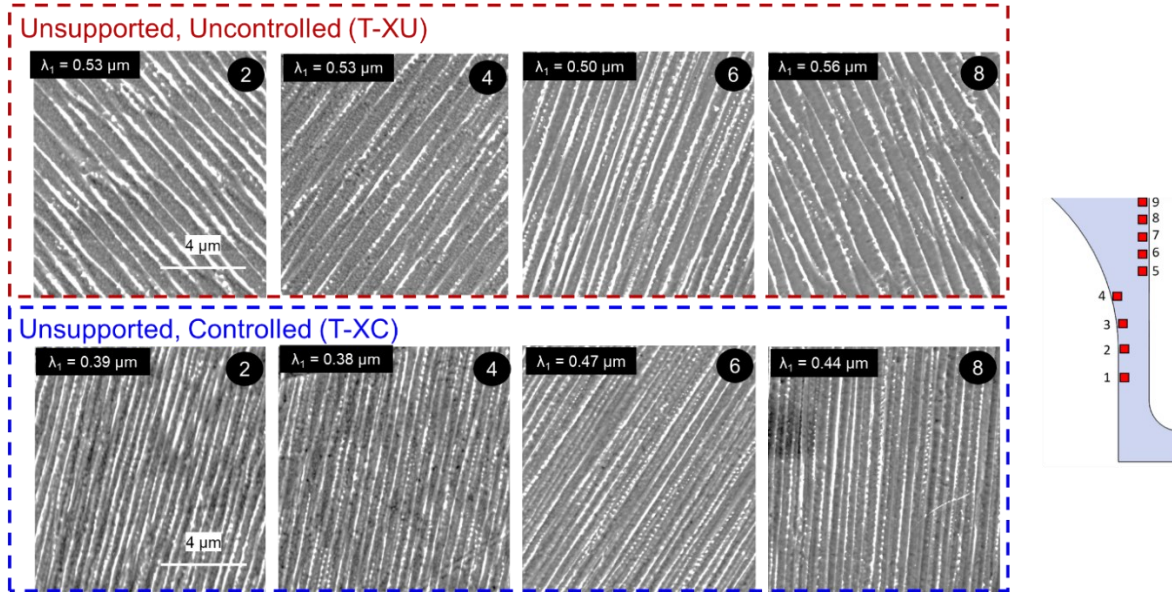 Unsupported, Uncontrolled (T-XU)
λ₁ = 0.53 μm
2
4 μm
λ₁ = 0.53 μm
4
λ₁ = 0.50 μm
6
λ₁ = 0.56 μm
8
Unsupported, Controlled (T-XC)
λ₁ = 0.39 μm
2
4 μm
λ₁ = 0.38 μm
4
λ₁ = 0.47 μm
6
λ₁ = 0.44 μm
8
9
8
7
6
5
4
3
2
1